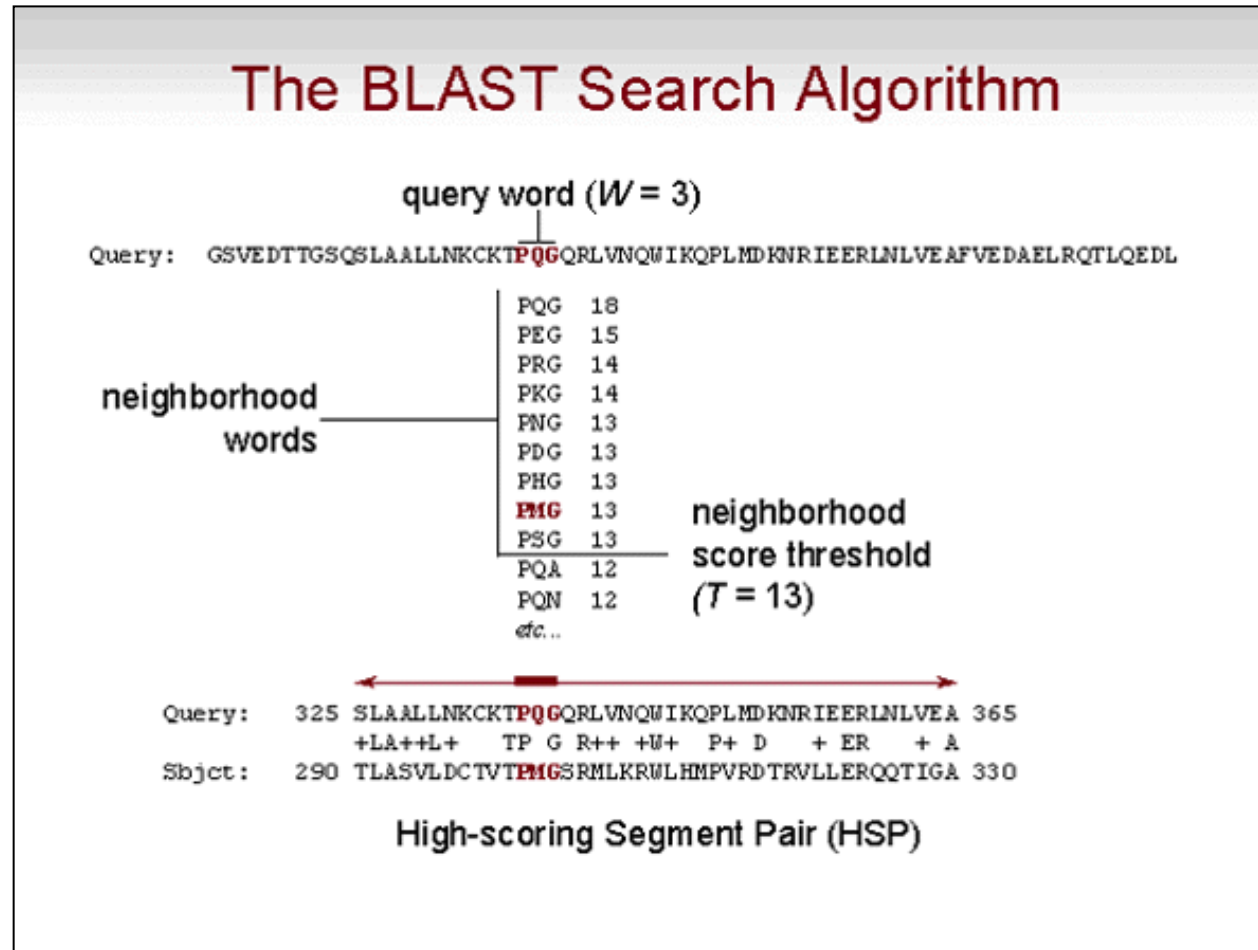 The BLAST Search Algorithm
query word (W = 3)
Query: GSVEDTTGSQSLAALLNKCKTPQGQRLVNQWIKQPLMDKNRIEERLNLVEAFVEDAELRQTLQEDL
PQG 18
PEG 15
PRG 14
PKG 14
PNG 13
PDG 13
PHG 13
PMG 13
PSG 13
PQA 12
PQN 12
etc...
neighborhood
words
neighborhood
score threshold
(T = 13)
Query: 325 SLAALLNKCKTPQGQRLVNQWIKQPLMDKNRIEERLNLVEA 365
+LA++L+ TP G R++ +W+ P+ D + ER + A
Sbjct: 290 TLASVLDCTVTPMGSRMLKRWLHMPVRDTRVLLERQQTIGA 330
High-scoring Segment Pair (HSP)